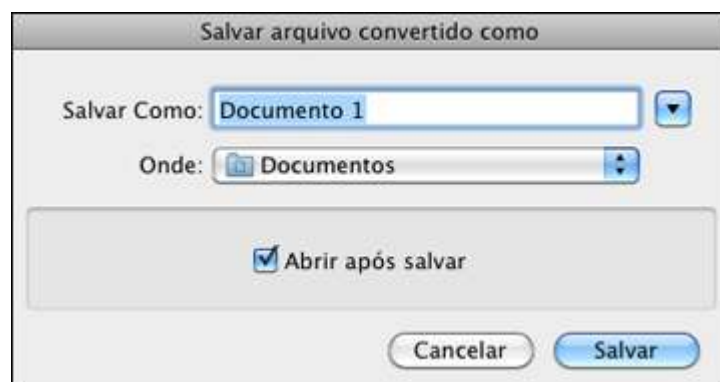 Salvar arquivo convertido como
Salvar Como: Documento 1
Onde: Documentos
Abrir após salvar
Cancelar Salvar